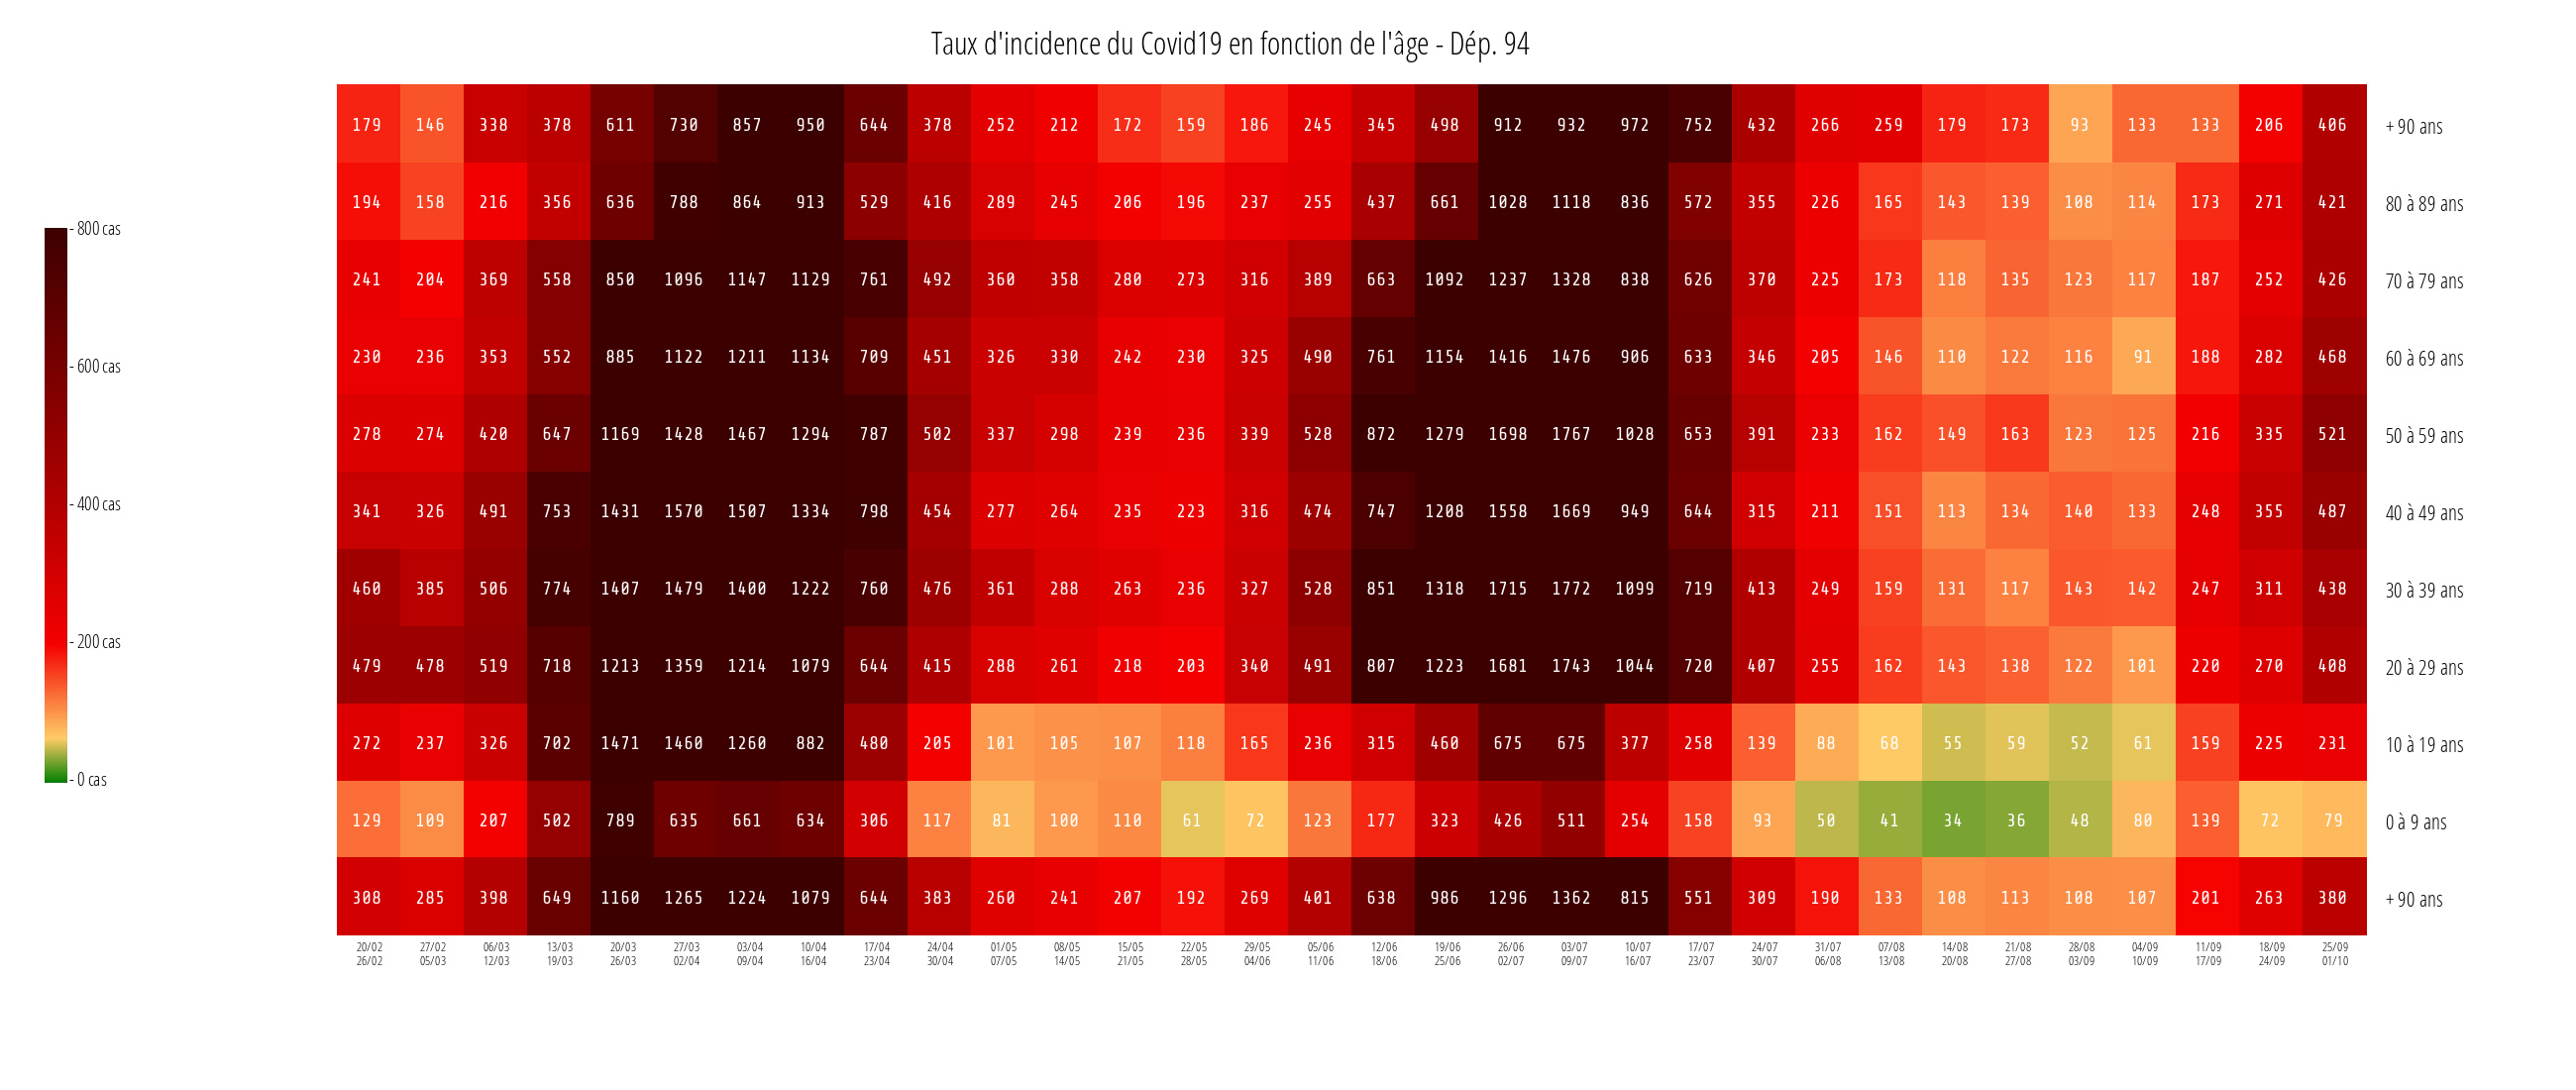 Taux d'incidence du Covid19 en fonction de l'âge - Dép. 94
- 800 cas
- 600 cas
- 400 cas
- 200 cas
- 0 cas
179 146 338 378 611 730 857 950 644 378 252 212 172 159 186 245 345 498 912 932 972 752 432 266 259 179 173 93 133 133 206 406 + 90 ans
194 158 216 356 636 788 864 913 529 416 289 245 206 196 237 255 437 661 1028 1118 836 572 355 226 165 143 139 108 114 173 271 421 80 à 89 ans
241 204 369 558 850 1096 1147 1129 761 492 360 358 280 273 316 389 663 1092 1237 1328 838 626 370 225 173 118 135 123 117 187 252 426 70 à 79 ans
230 236 353 552 885 1122 1211 1134 709 451 326 330 242 230 325 490 761 1154 1416 1476 906 633 346 205 146 110 122 116 91 188 282 468 60 à 69 ans
278 274 420 647 1169 1428 1467 1294 787 502 337 298 239 236 339 528 872 1279 1698 1767 1028 653 391 233 162 149 163 123 125 216 335 521 50 à 59 ans
341 326 491 753 1431 1570 1507 1334 798 454 277 264 235 223 316 474 747 1208 1558 1669 949 644 315 211 151 113 134 140 133 248 355 487 40 à 49 ans
460 385 506 774 1407 1479 1400 1222 760 476 361 288 263 236 327 528 851 1318 1715 1772 1099 719 413 249 159 131 117 143 142 247 311 438 30 à 39 ans
479 478 519 718 1213 1359 1214 1079 644 415 288 261 218 203 340 491 807 1223 1681 1743 1044 720 407 255 162 143 138 122 101 220 270 408 20 à 29 ans
272 237 326 702 1471 1460 1260 882 480 205 101 105 107 118 165 236 315 460 675 675 377 258 139 88 68 55 59 52 61 159 225 231 10 à 19 ans
129 109 207 502 789 635 661 634 306 117 81 100 110 61 72 123 177 323 426 511 254 158 93 50 41 34 36 48 80 139 72 79 0 à 9 ans
308 285 398 649 1160 1265 1224 1079 644 383 260 241 207 192 269 401 638 986 1296 1362 815 551 309 190 133 108 113 108 107 201 263 380 + 90 ans
20/02 27/02 06/03 13/03 20/03 27/03 03/04 10/04 17/04 24/04 01/05 08/05 15/05 22/05 29/05 05/06 12/06 19/06 26/06 03/07 10/07 17/07 24/07 31/07 07/08 14/08 21/08 28/08 04/09 11/09 18/09 25/09
26/02 05/03 12/03 19/03 26/03 02/04 09/04 16/04 23/04 30/04 07/05 14/05 21/05 28/05 04/06 11/06 18/06 25/06 02/07 09/07 16/07 23/07 30/07 06/08 13/08 20/08 27/08 03/09 10/09 17/09 24/09 01/10